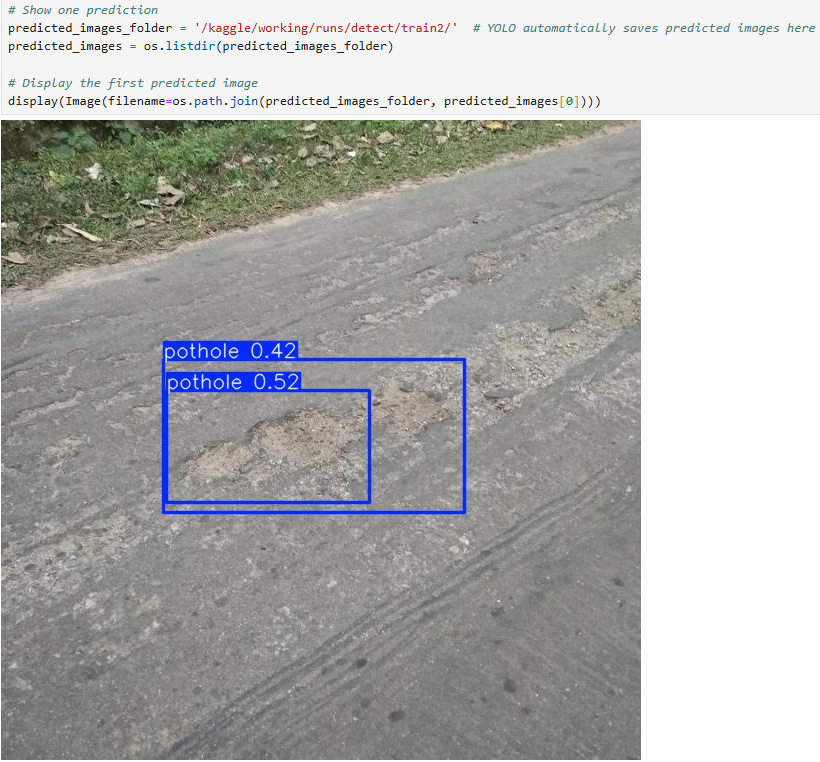 # Show one prediction
predicted_images_folder = '/kaggle/working/runs/detect/train2/'  # YOLO automatically saves predicted images here
predicted_images = os.listdir(predicted_images_folder)
# Display the first predicted image
display(Image(filename=os.path.join(predicted_images_folder, predicted_images[0])))
pothole 0.42
pothole 0.52